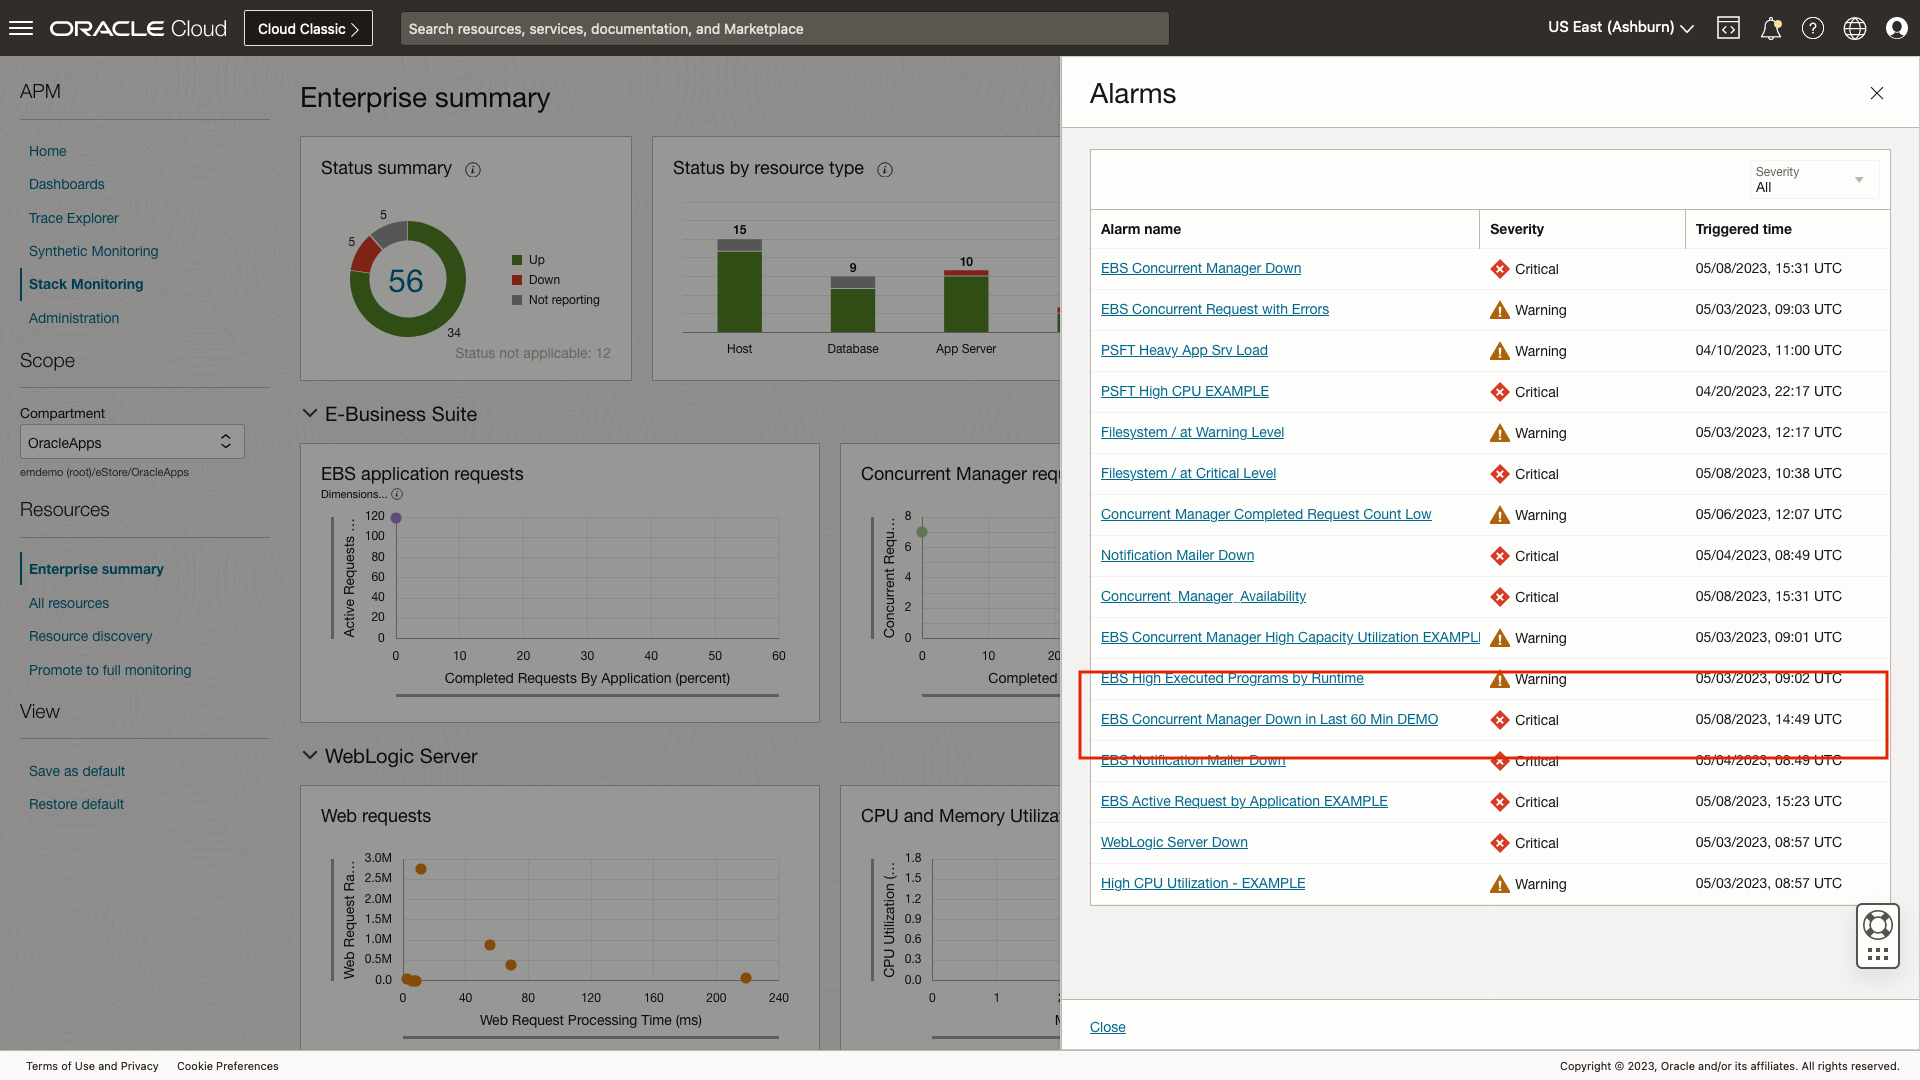 ORACLE Cloud
Cloud Classic
Search resources, services, documentation, and Marketplace
US East (Ashburn)
APM
Home
Dashboards
Trace Explorer
Synthetic Monitoring
Stack Monitoring
Administration
Scope
Compartment
OracleApps
emdemo (root)/eStore/OracleApps
Resources
Enterprise summary
All resources
Resource discovery
Promote to full monitoring
View
Save as default
Restore default
Enterprise summary
Status summary
5
5
56
34
Up
Down
Not reporting
Status not applicable: 12
Status by resource type
15
9
10
Host
Database
App Server
E-Business Suite
EBS application requests
Dimensions...
Active Requests ...
120
100
80
60
40
20
0
0 10 20 30 40 50 60
Completed Requests By Application (percent)
Concurrent Manager requ
Concurrent Requ...
8
6
4
2
0
0 10 20
Completed
WebLogic Server
Web requests
Web Request Ra...
3.0M
2.5M
2.0M
1.5M
1.0M
0.5M
0.0
0 40 80 120 160 200 240
Web Request Processing Time (ms)
CPU and Memory Utiliza
CPU Utilization (...
1.8
1.5
1.2
0.9
0.6
0.3
0.0
0 1
Alarms
Severity
All
Alarm name Severity Triggered time
EBS Concurrent Manager Down Critical 05/08/2023, 15:31 UTC
EBS Concurrent Request with Errors Warning 05/03/2023, 09:03 UTC
PSFT Heavy App Srv Load Warning 04/10/2023, 11:00 UTC
PSFT High CPU EXAMPLE Critical 04/20/2023, 22:17 UTC
Filesystem / at Warning Level Warning 05/03/2023, 12:17 UTC
Filesystem / at Critical Level Critical 05/08/2023, 10:38 UTC
Concurrent Manager Completed Request Count Low Warning 05/06/2023, 12:07 UTC
Notification Mailer Down Critical 05/04/2023, 08:49 UTC
Concurrent_Manager_Availability Critical 05/08/2023, 15:31 UTC
EBS Concurrent Manager High Capacity Utilization EXAMPL Warning 05/03/2023, 09:01 UTC
EBS High Executed Programs by Runtime Warning 05/03/2023, 09:02 UTC
EBS Concurrent Manager Down in Last 60 Min DEMO Critical 05/08/2023, 14:49 UTC
EBS Notification Mailer Down Critical 05/04/2023, 08:49 UTC
EBS Active Request by Application EXAMPLE Critical 05/08/2023, 15:23 UTC
WebLogic Server Down Critical 05/03/2023, 08:57 UTC
High CPU Utilization - EXAMPLE Warning 05/03/2023, 08:57 UTC
Close
Terms of Use and Privacy Cookie Preferences
Copyright © 2023, Oracle and/or its affiliates. All rights reserved.